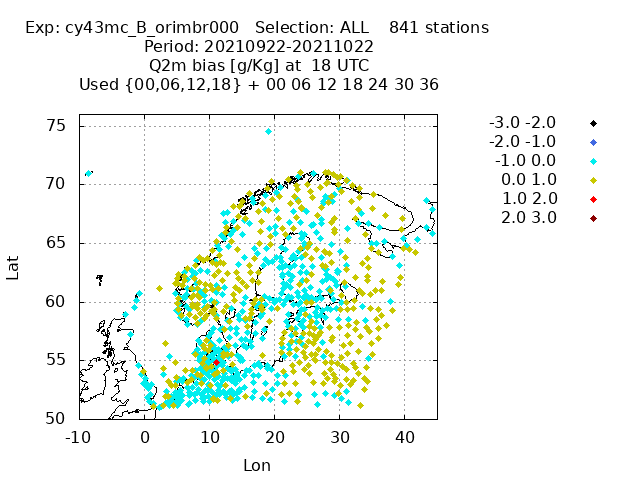 Exp: cy43mc_B_orimbr000   Selection: ALL    841 stations
Period: 20210922-20211022
Q2m bias [g/Kg] at  18 UTC
Used {00,06,12,18} + 00 06 12 18 24 30 36
-3.0 -2.0
-2.0 -1.0
-1.0 0.0
0.0 1.0
1.0 2.0
2.0 3.0
75
70
65
60
55
50
Lat
-10 0 10 20 30 40
Lon